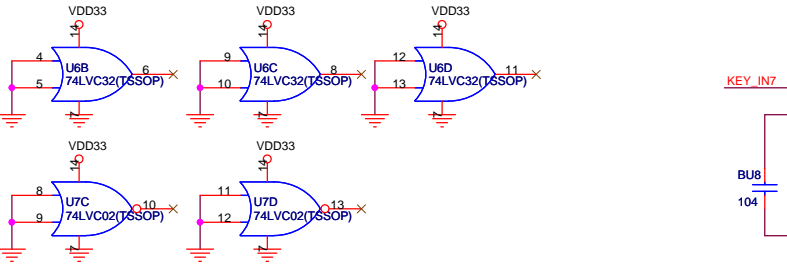 VDD33
VDD33
VDD33
14
14
14
4
6
U6B
74LVC32(TSSOP)
5
7
9
8
U6C
74LVC32(TSSOP)
10
7
12
11
U6D
74LVC32(TSSOP)
13
7
KEY_IN7
VDD33
VDD33
14
14
8
10
U7C
74LVC02(TSSOP)
9
7
11
13
U7D
74LVC02(TSSOP)
12
7
BU8
104